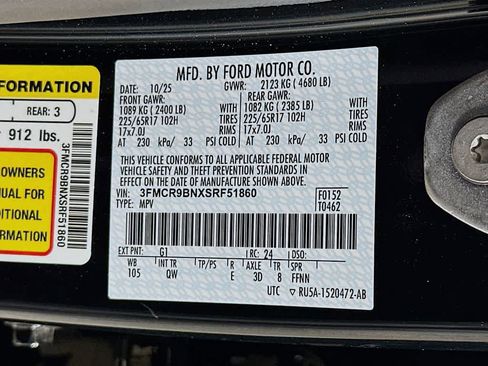 FORMATION
REAR: 3
912 lbs.
OWNERS
NUAL FOR
DDITIONAL
ORMATION
3FMCR9BNXSRF51860
MFD. BY FORD MOTOR CO.
DATE: 10/25 GVWR: 2123 KG ( 4680 LB)
FRONT GAWR: REAR GAWR:
1089 KG ( 2400 LB) WITH 1082 KG ( 2385 LB) WITH
225/65R17 102H TIRES 225/65R17 102H TIRES
17x7.0J RIMS 17x7.0J RIMS
AT 230 kPa/ 33 PSI COLD AT 230 kPa/ 33 PSI COLD
THIS VEHICLE CONFORMS TO ALL APPLICABLE FEDERAL MOTOR
VEHICLE SAFETY AND THEFT PREVENTION STANDARDS IN EFFECT
ON THE DATE OF MANUFACTURE SHOWN ABOVE.
VIN: 3FMCR9BNXSRF51860 F0152
TYPE: MPV T0462
EXT PNT: G1 RC: 24 DSO:
WB INT TR TP/PS R AXLE TR SPR
105 QW E 3D 8 FFNN
UTC RU5A-1520472-AB